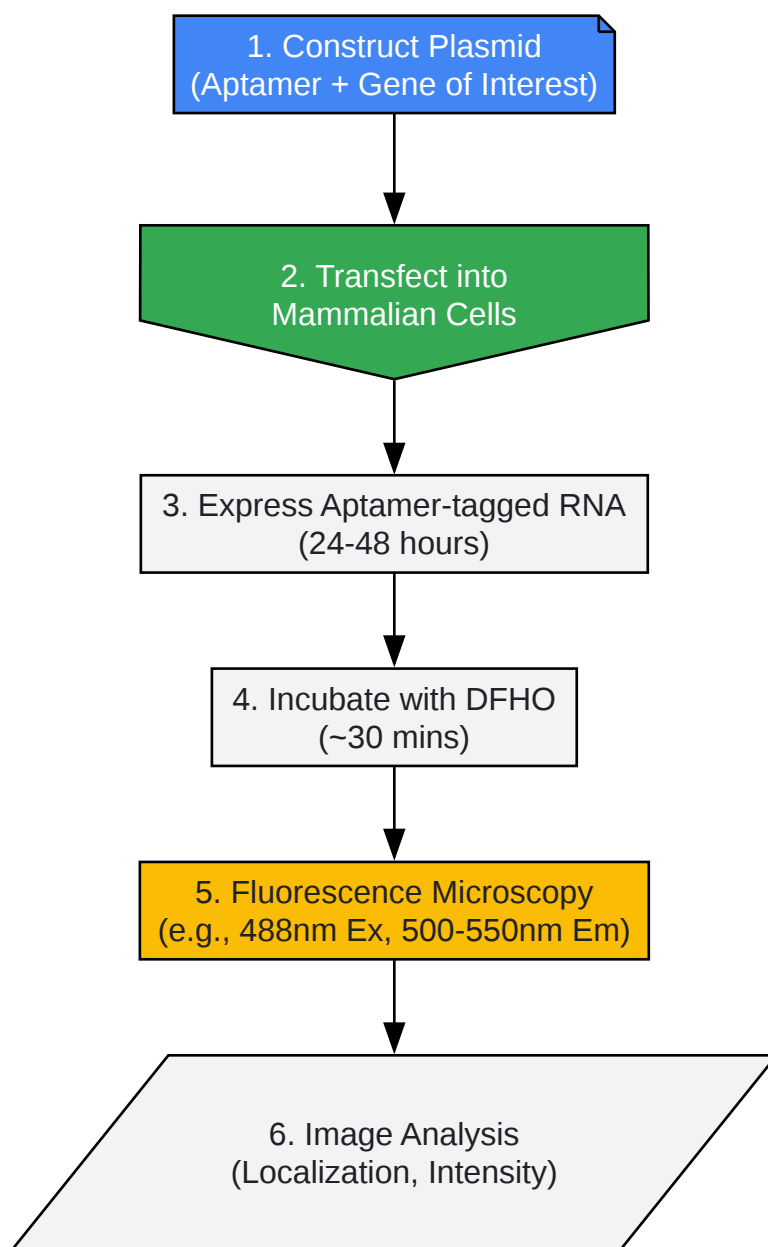 1. Construct Plasmid
(Aptamer + Gene of Interest)
2. Transfect into
Mammalian Cells
3. Express Aptamer-tagged RNA
(24-48 hours)
4. Incubate with DFHO
(~30 mins)
5. Fluorescence Microscopy
(e.g., 488nm Ex, 500-550nm Em)
6. Image Analysis
(Localization, Intensity)